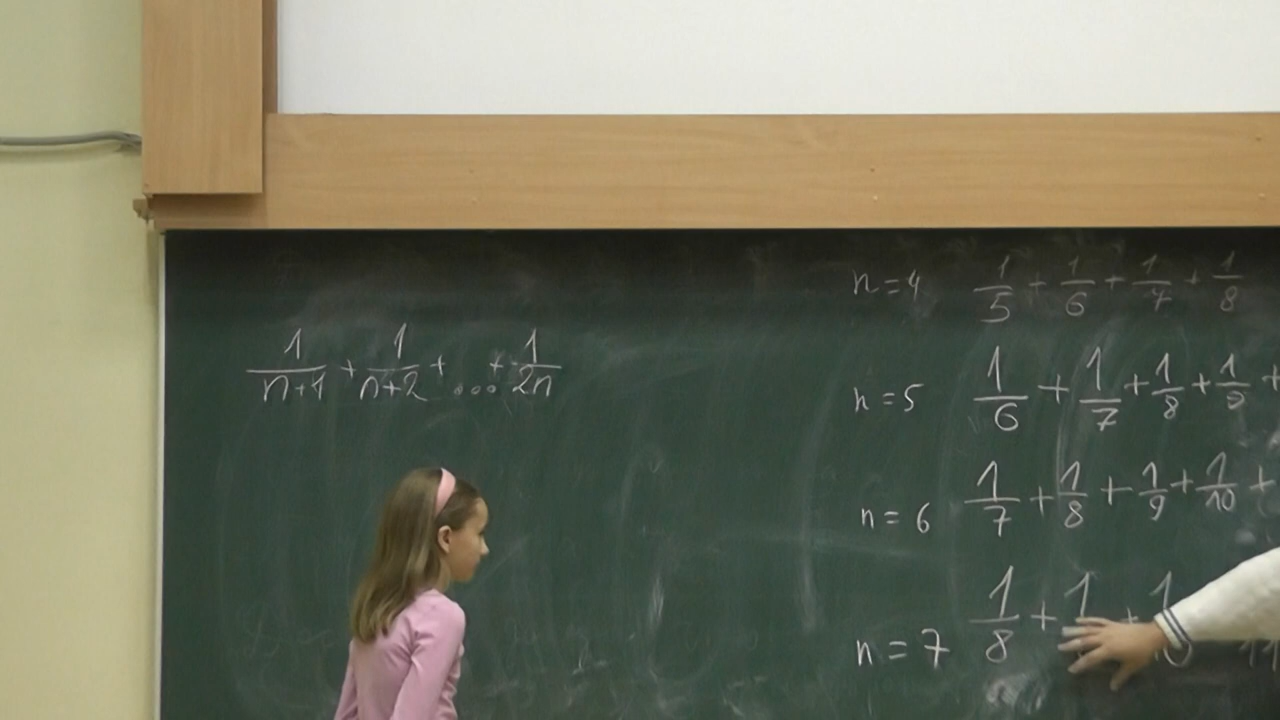 1/(n+1) + 1/(n+2) + ... + 1/(2n)
n=4 1/5 + 1/6 + 1/7 + 1/8
n=5 1/6 + 1/7 + 1/8 + 1/9 +
n=6 1/7 + 1/8 + 1/9 + 1/10 +
n=7 1/8 + 1/ + 1/